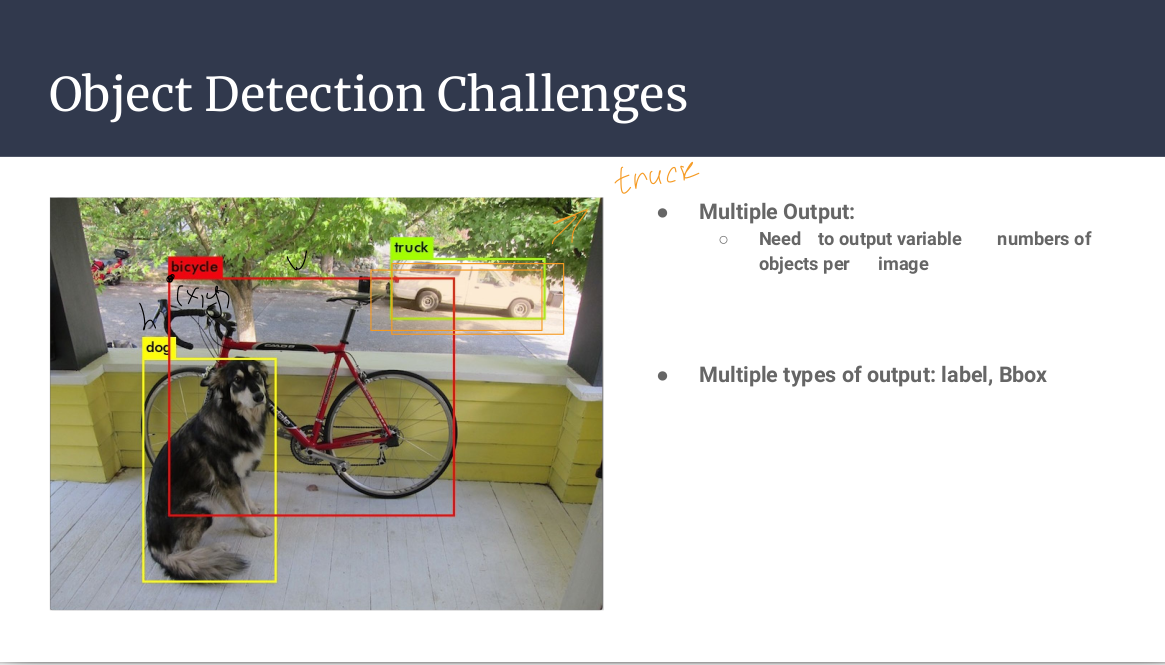 Object Detection Challenges
truck
• Multiple Output:
○ Need to output variable numbers of
objects per image
• Multiple types of output: label, Bbox
truck
bicycle
(x,y)
h
dog